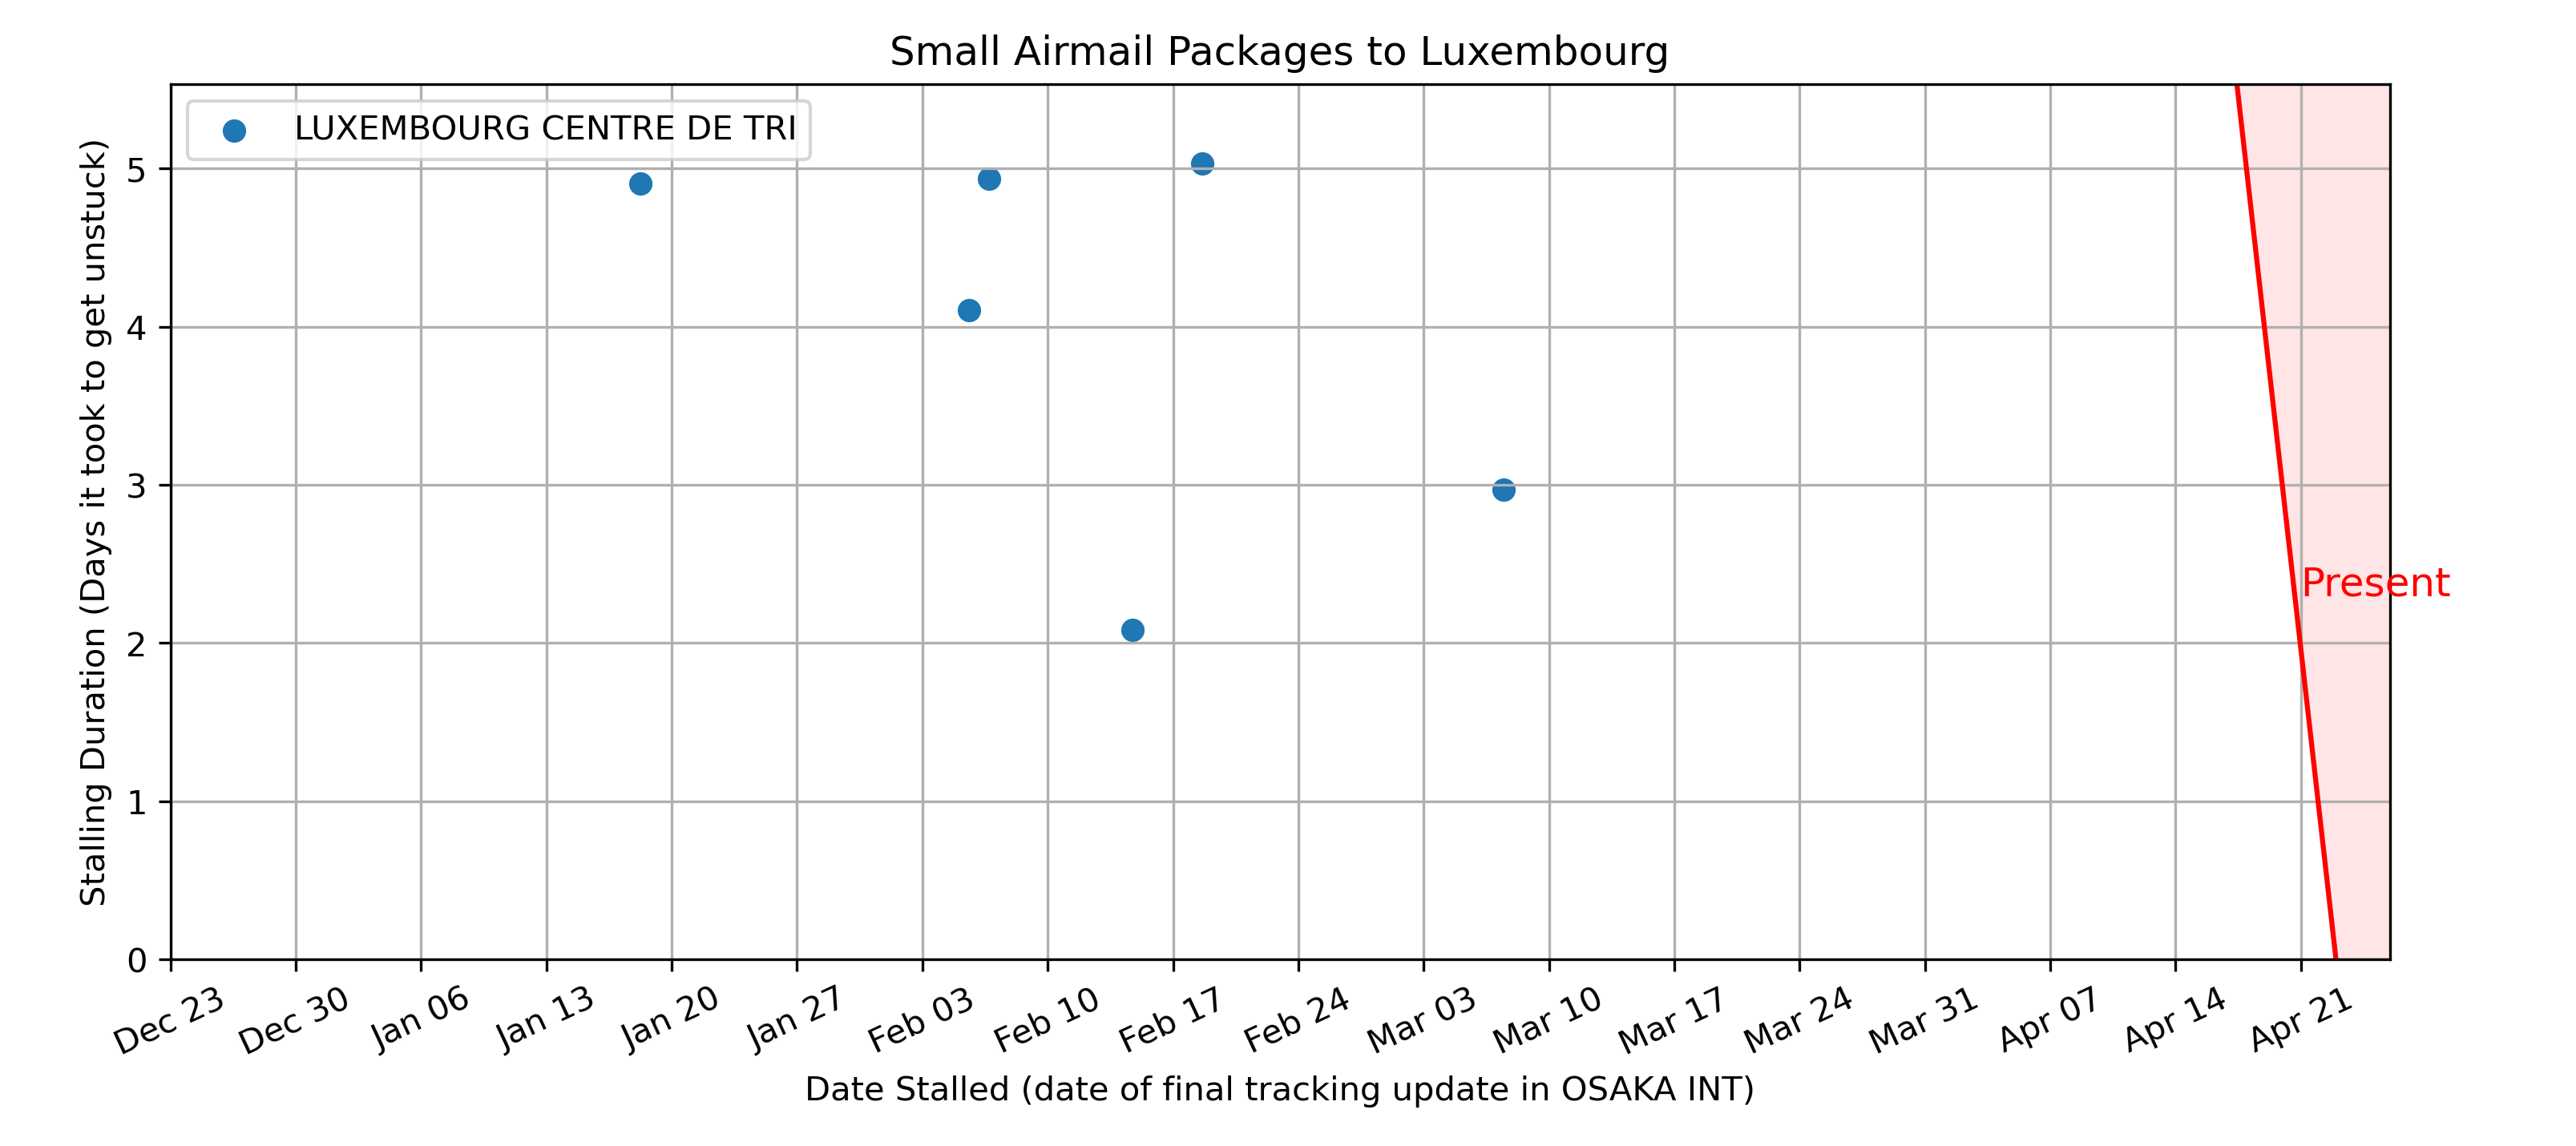 Small Airmail Packages to Luxembourg
LUXEMBOURG CENTRE DE TRI
Stalling Duration (Days it took to get unstuck)
5
4
3
2
1
0
Present
Dec 23
Dec 30
Jan 06
Jan 13
Jan 20
Jan 27
Feb 03
Feb 10
Feb 17
Feb 24
Mar 03
Mar 10
Mar 17
Mar 24
Mar 31
Apr 07
Apr 14
Apr 21
Date Stalled (date of final tracking update in OSAKA INT)